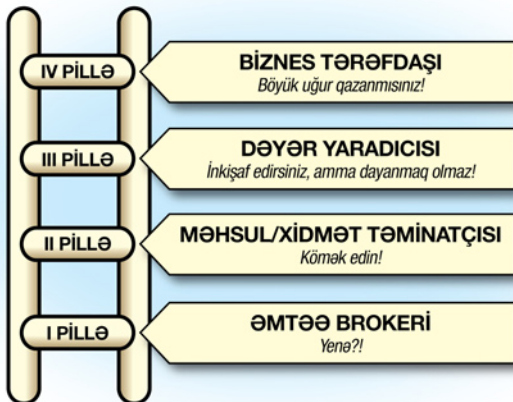 IV PİLLƏ
BİZNES TƏRƏFDAŞI
Böyük uğur qazanmısınız!
III PİLLƏ
DƏYƏR YARADICISI
İnkişaf edirsiniz, amma dayanmaq olmaz!
II PİLLƏ
MƏHSUL/XİDMƏT TƏMİNATÇISI
Kömək edin!
I PİLLƏ
ƏMTƏƏ BROKERİ
Yenə?!